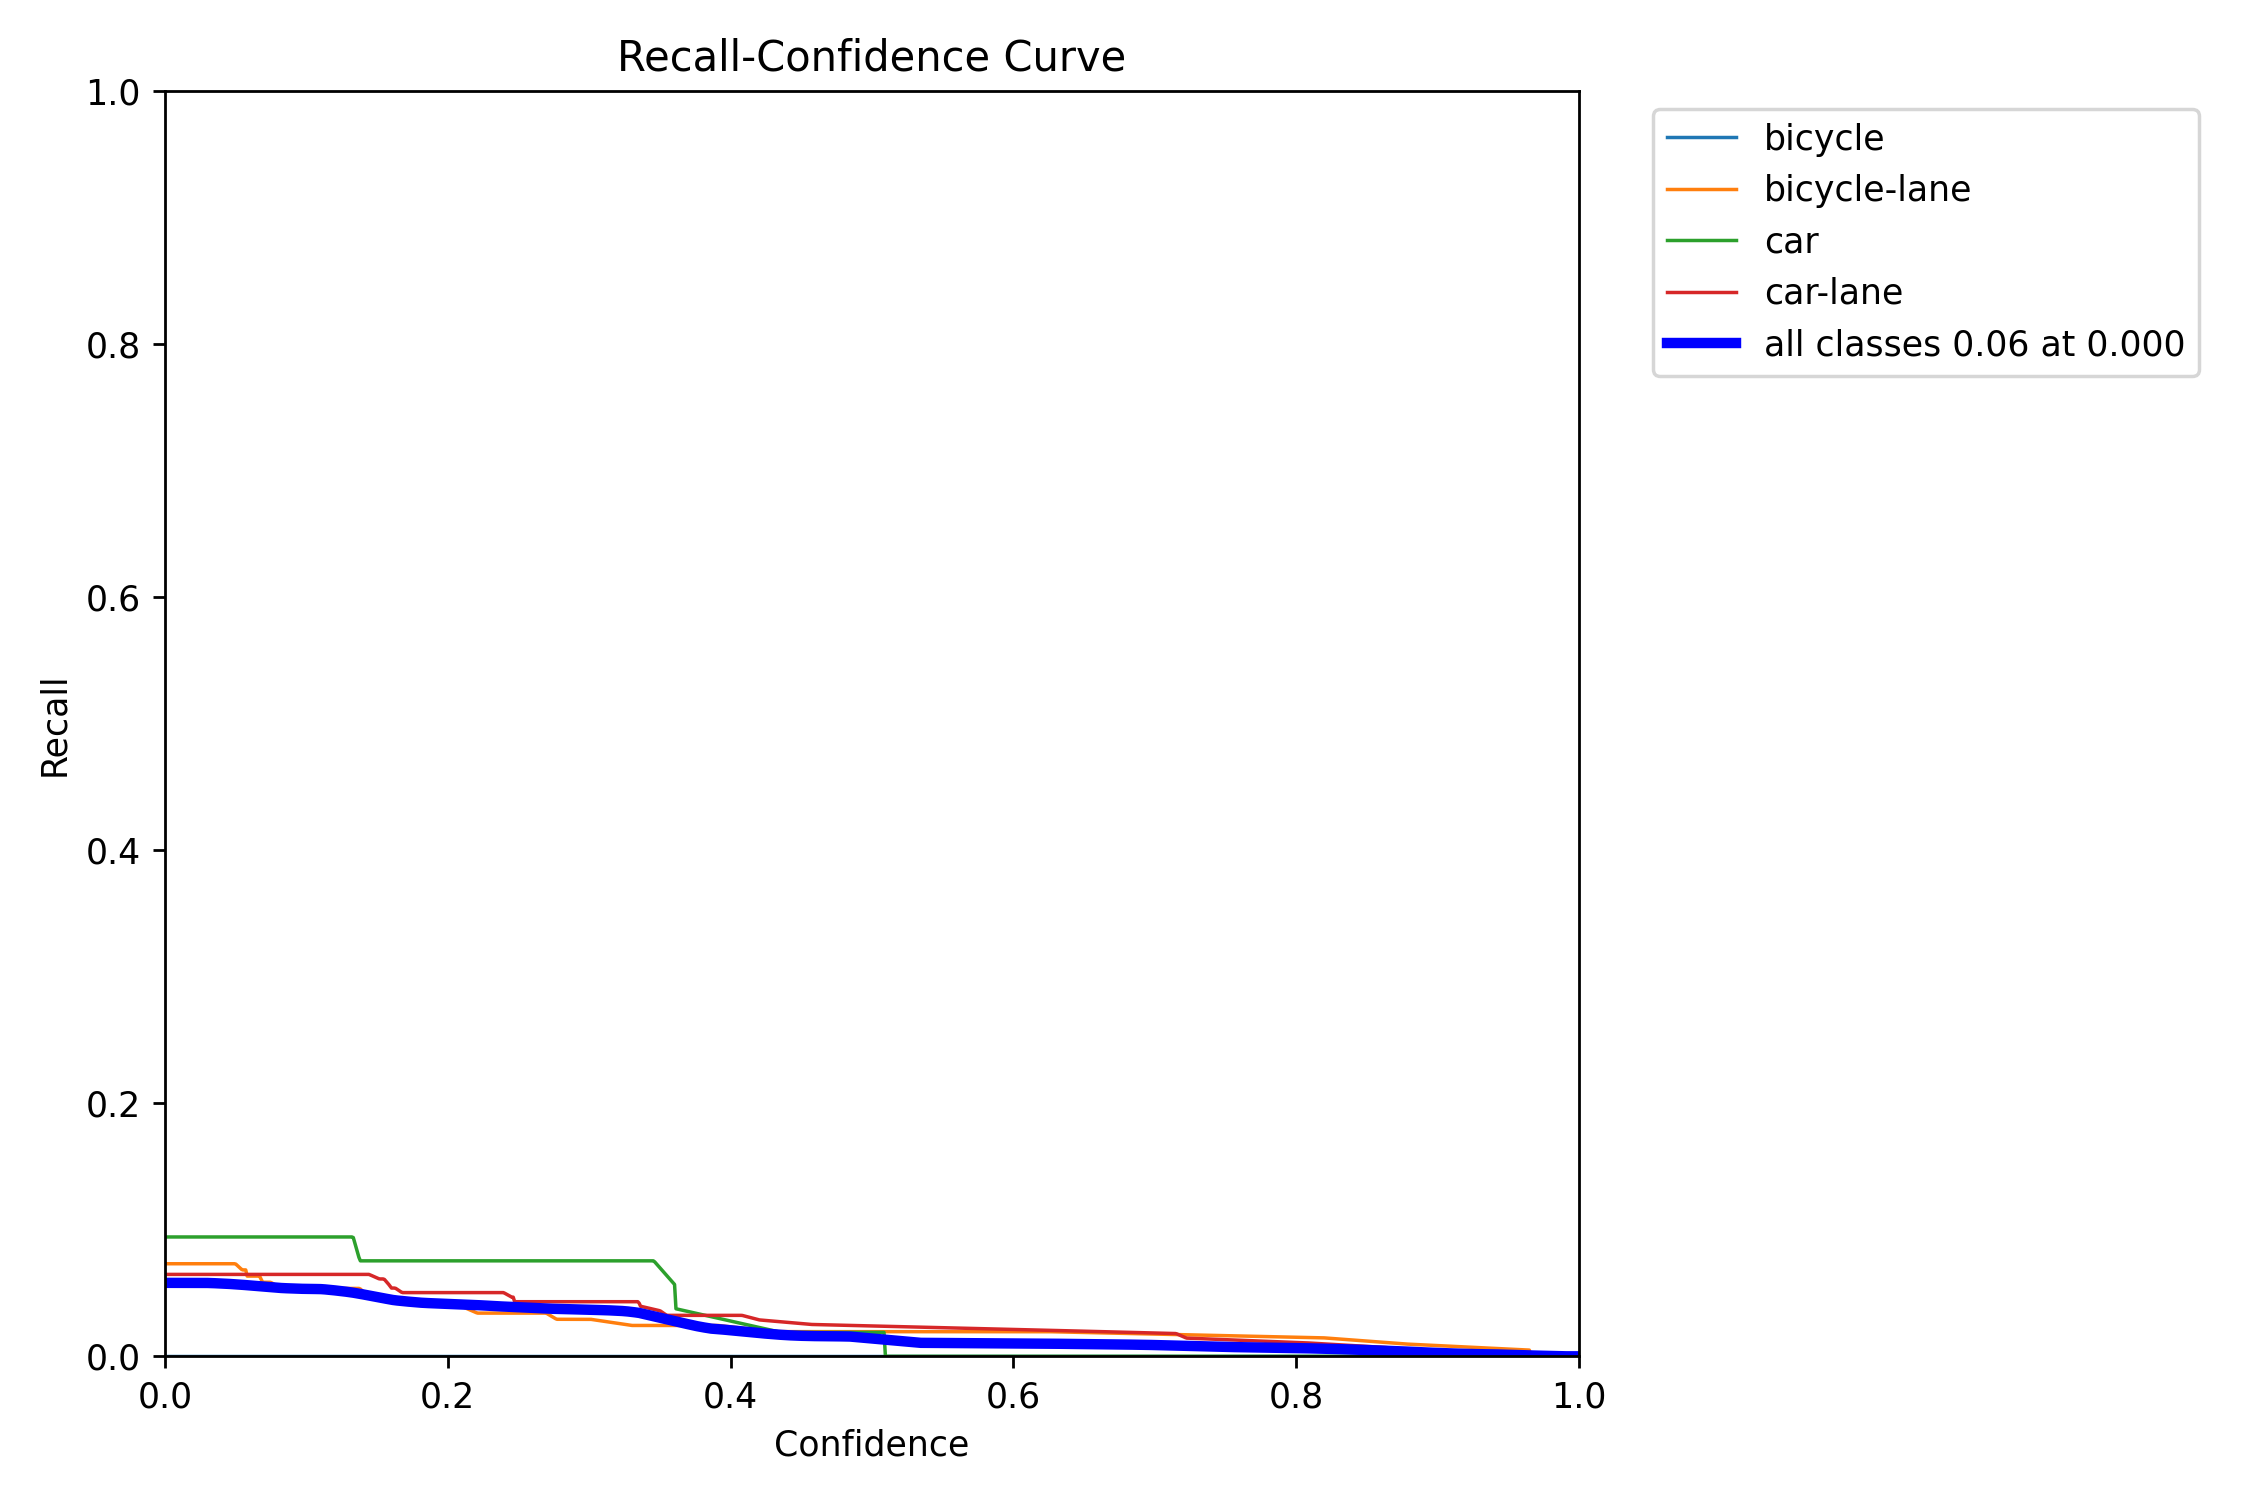 Recall-Confidence Curve
1.0
0.8
0.6
0.4
0.2
0.0
Recall
0.0 0.2 0.4 0.6 0.8 1.0
Confidence
bicycle
bicycle-lane
car
car-lane
all classes 0.06 at 0.000